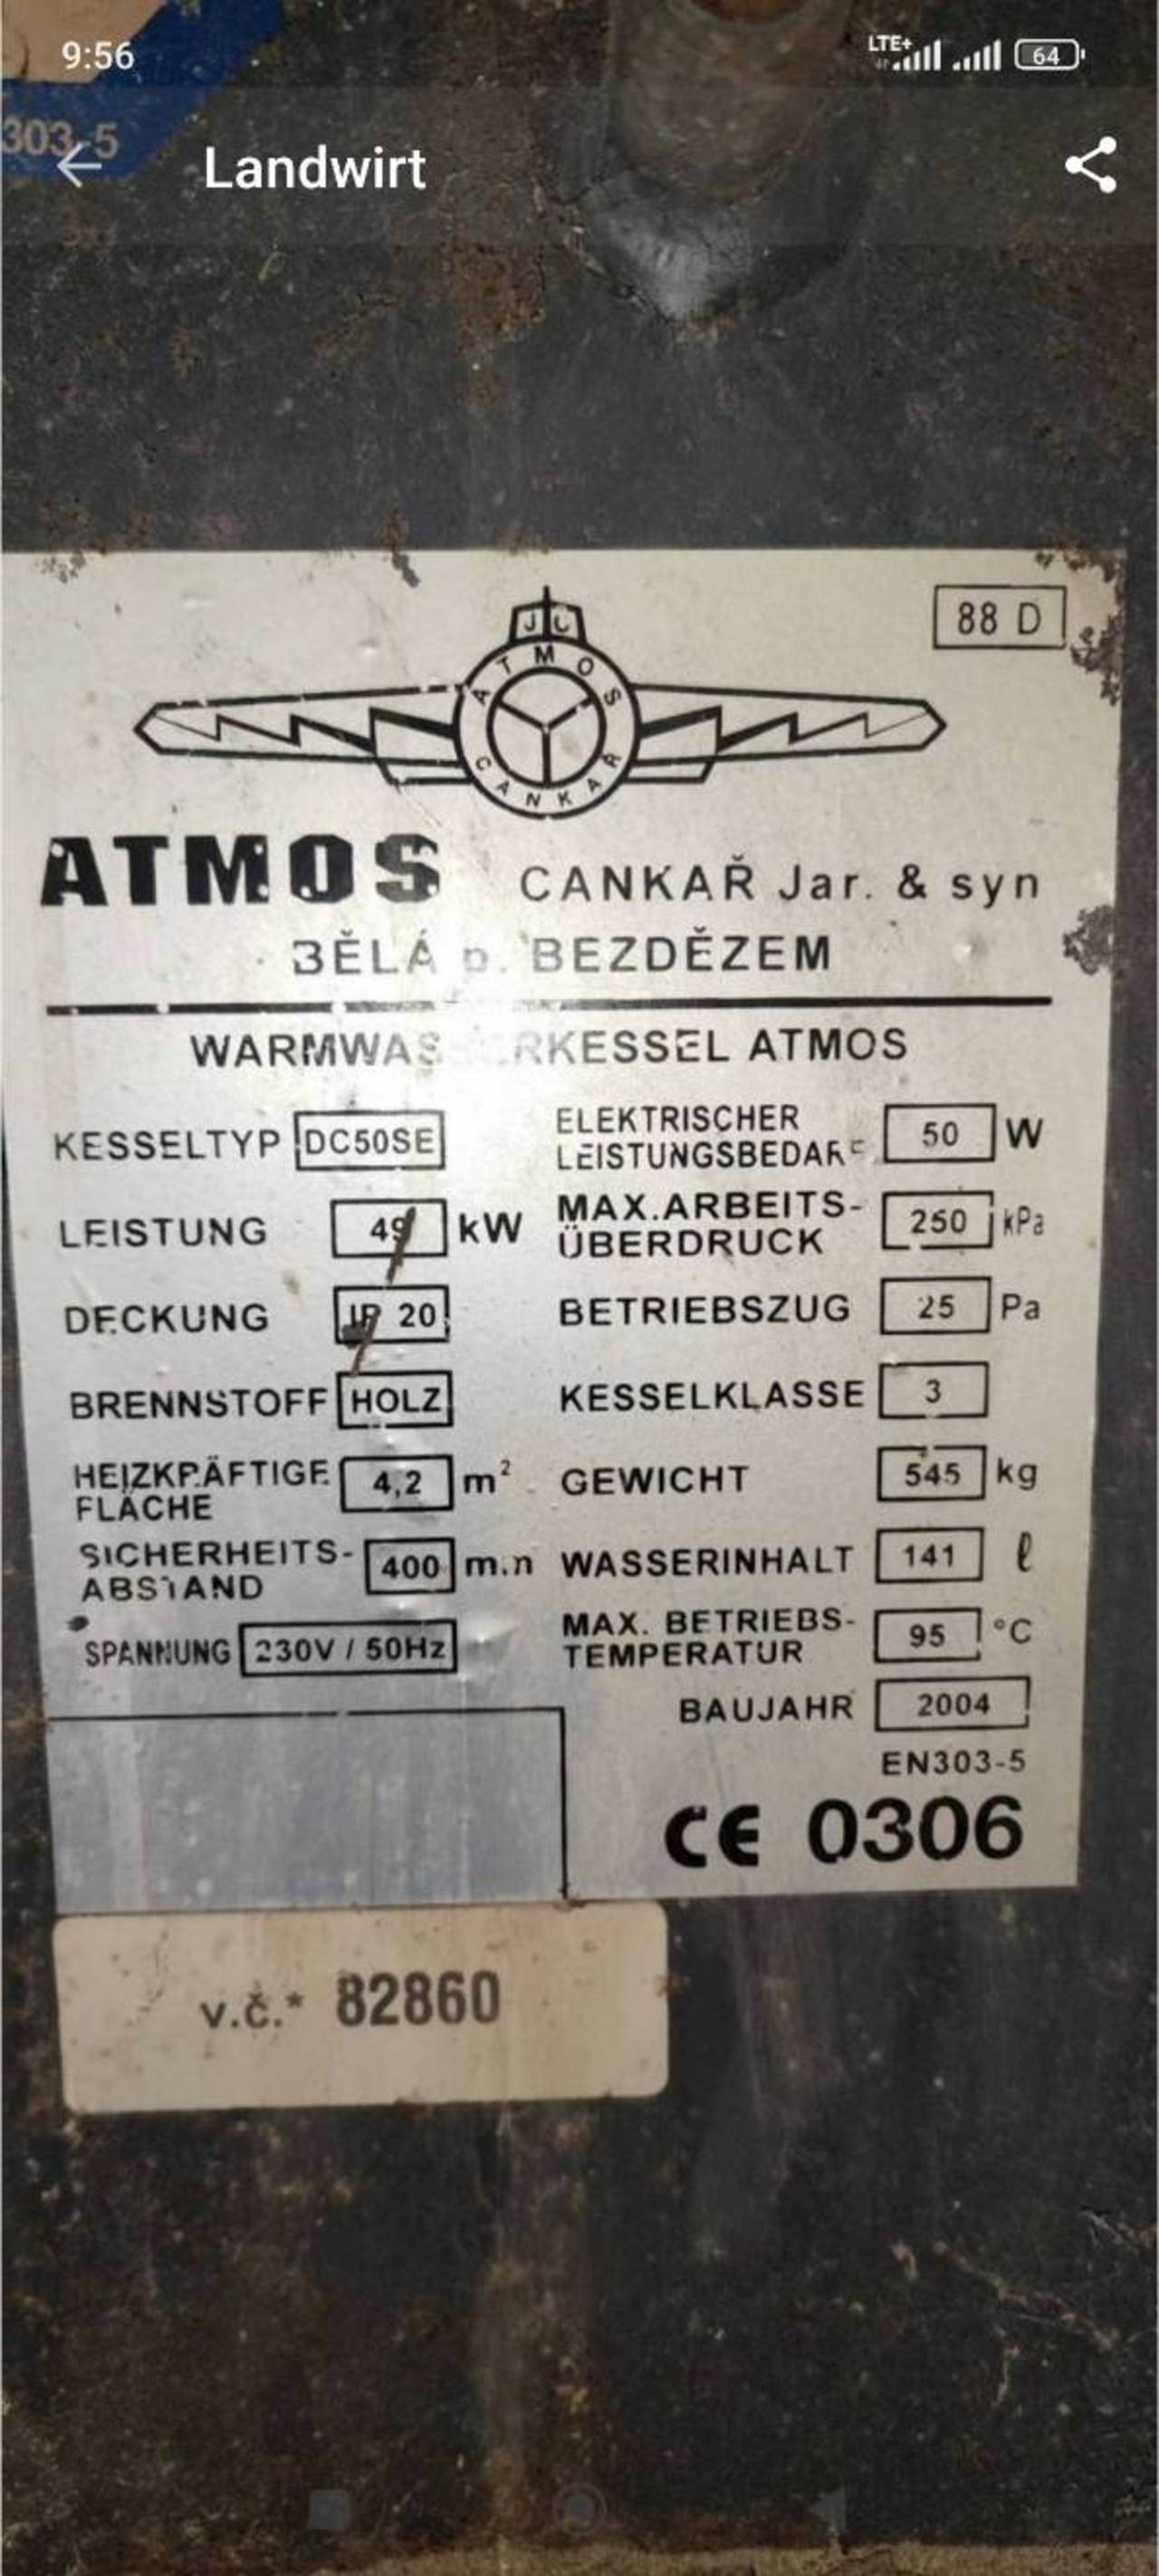 9:56
LTE+
64
303-5
Landwirt
88 D
JC
ATMOS
CANKAŘ
ATMOS CANKAŘ Jar. & syn
BĚLÁ p. BEZDĚZEM
WARMWAS RKESSEL ATMOS
KESSELTYP DC50SE
ELEKTRISCHER
LEISTUNGSBEDARF 50 W
LEISTUNG 49 kW
MAX.ARBEITS-
ÜBERDRUCK 250 kPa
DECKUNG IP 20
BETRIEBSZUG 25 Pa
BRENNSTOFF HOLZ
KESSELKLASSE 3
HEIZKRÄFTIGE
FLÄCHE 4,2 m²
GEWICHT 545 kg
SICHERHEITS-
ABSTAND 400 m.n
WASSERINHALT 141 ℓ
SPANNUNG 230V / 50Hz
MAX. BETRIEBS-
TEMPERATUR 95 °C
BAUJAHR 2004
EN303-5
CE 0306
v.č.* 82860